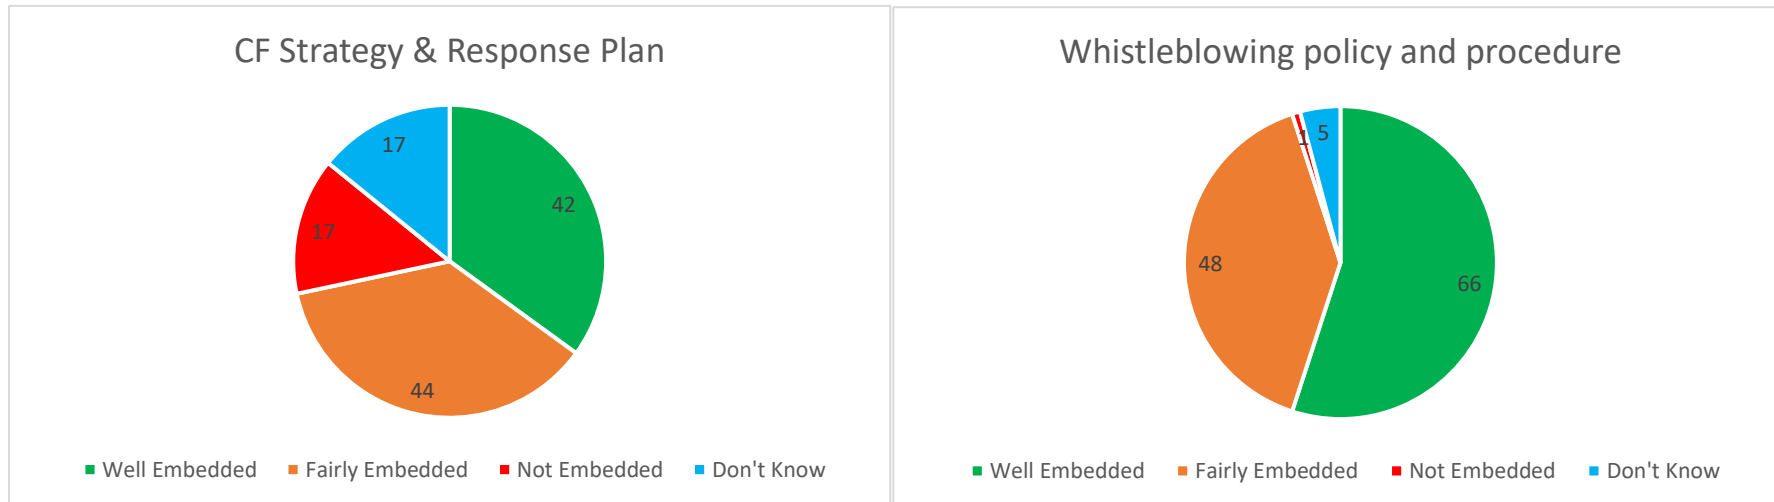 CF Strategy & Response Plan
17
42
17
44
Well Embedded Fairly Embedded Not Embedded Don't Know
Whistleblowing policy and procedure
1 5
48
66
Well Embedded Fairly Embedded Not Embedded Don't Know